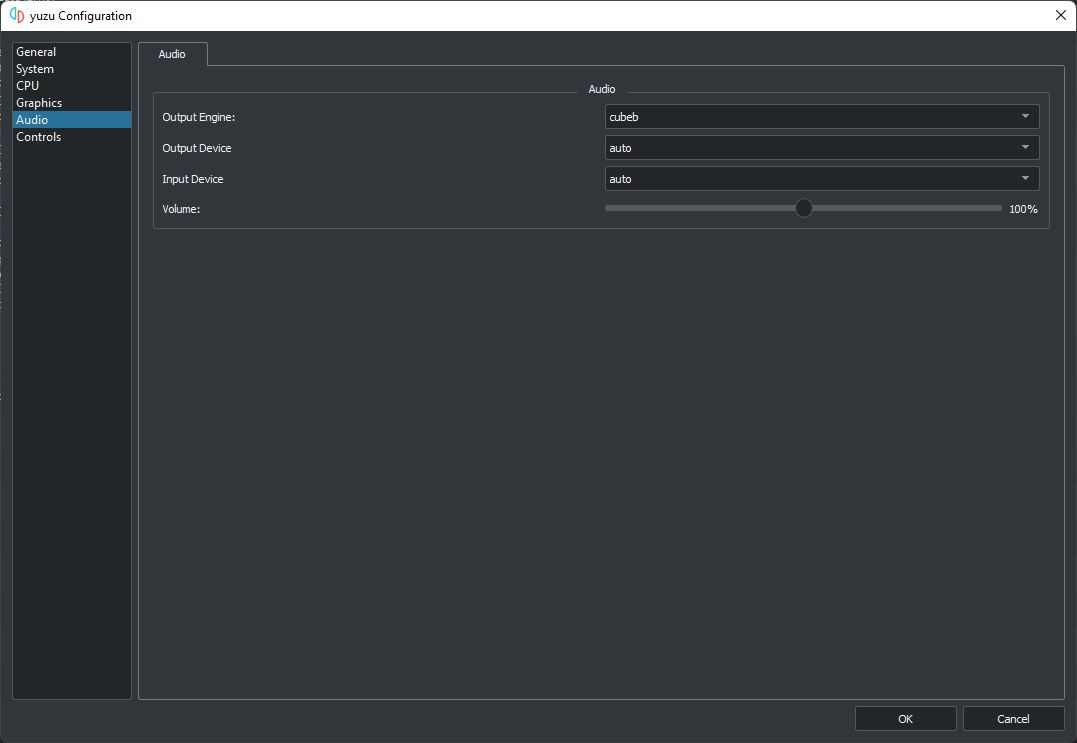 yuzu Configuration
General
System
CPU
Graphics
Audio
Controls
Audio
Audio
Output Engine: cubeb
Output Device auto
Input Device auto
Volume: 100%
OK Cancel